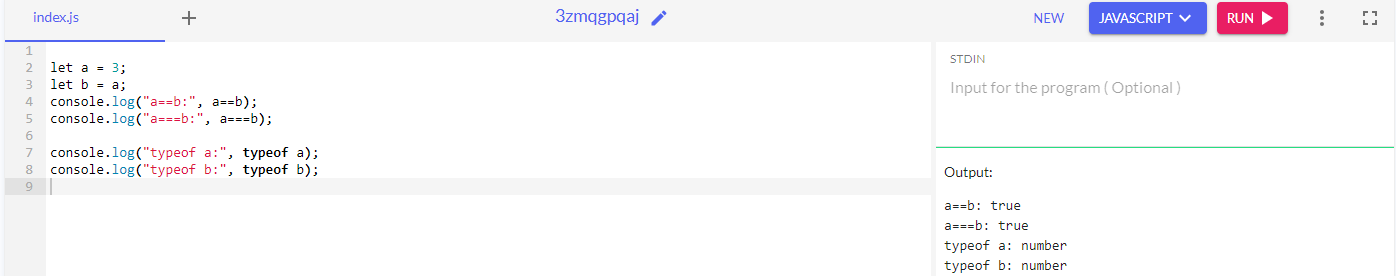 index.js
3zmqgpqaj
NEW
JAVASCRIPT
RUN
1
2 let a = 3;
3 let b = a;
4 console.log("a==b:", a==b);
5 console.log("a===b:", a===b);
6
7 console.log("typeof a:", typeof a);
8 console.log("typeof b:", typeof b);
9
STDIN
Input for the program ( Optional )
Output:
a==b: true
a===b: true
typeof a: number
typeof b: number